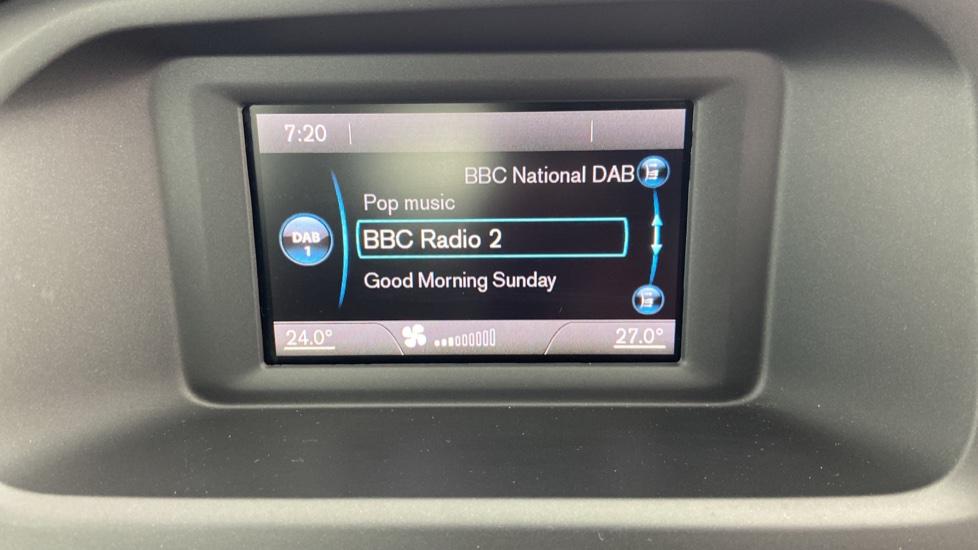 7:20
BBC National DAB
Pop music
DAB
1
BBC Radio 2
Good Morning Sunday
24.0°
27.0°